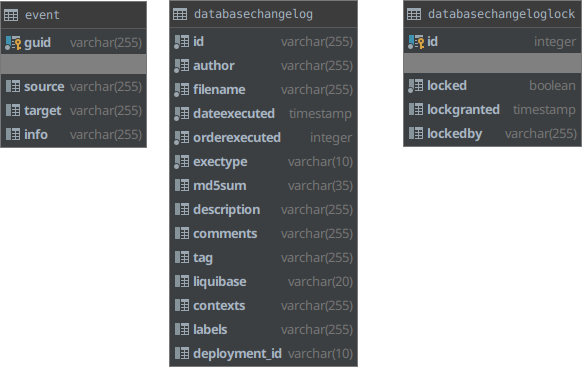 event
guid varchar(255)
source varchar(255)
target varchar(255)
info varchar(255)
databasechangelog
id varchar(255)
author varchar(255)
filename varchar(255)
dateexecuted timestamp
orderexecuted integer
exectype varchar(10)
md5sum varchar(35)
description varchar(255)
comments varchar(255)
tag varchar(255)
liquibase varchar(20)
contexts varchar(255)
labels varchar(255)
deployment_id varchar(10)
databasechangeloglock
id integer
locked boolean
lockgranted timestamp
lockedby varchar(255)